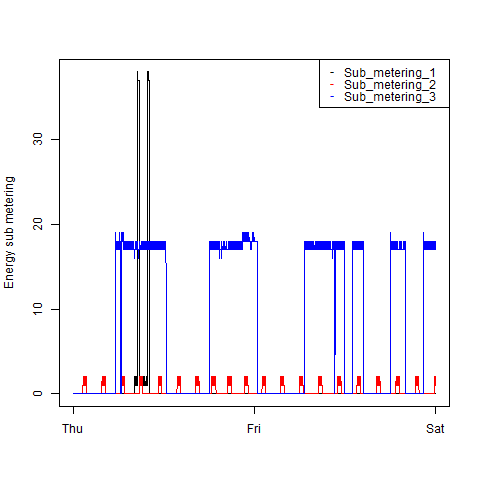 Sub_metering_1
Sub_metering_2
Sub_metering_3
Energy sub metering
30
20
10
0
Thu Fri Sat